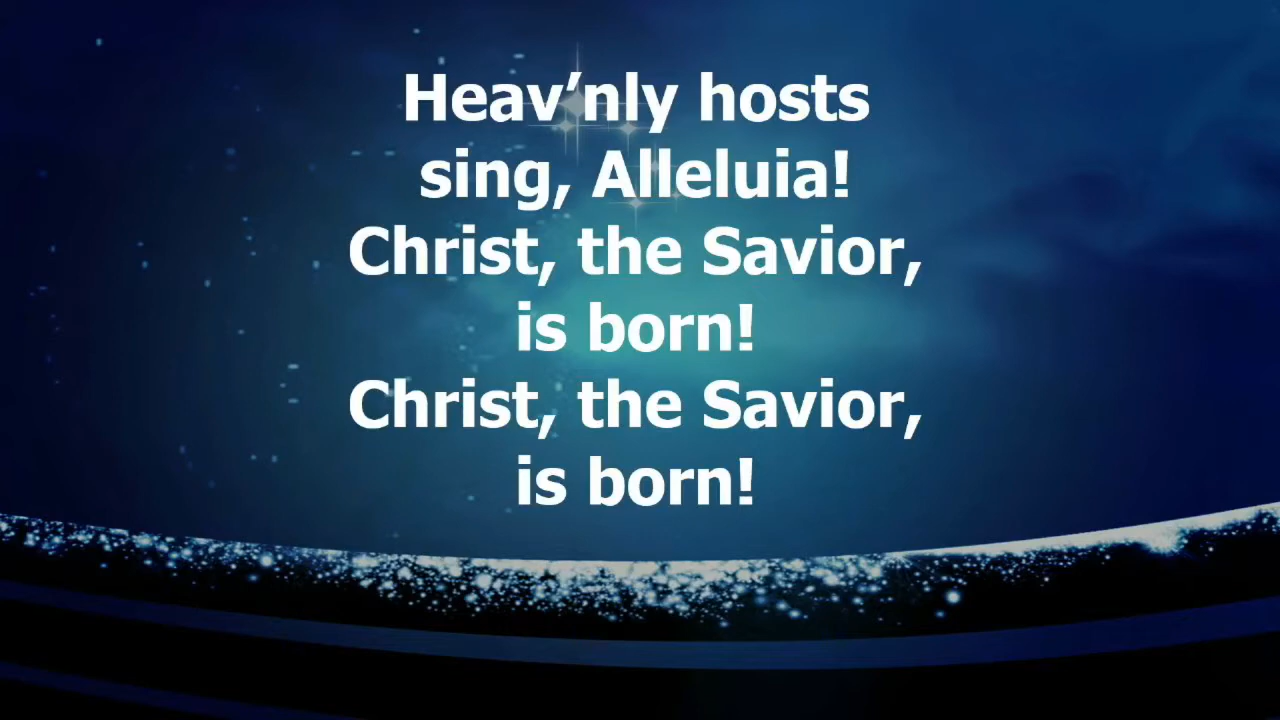 Heav’nly hosts
sing, Alleluia!
Christ, the Savior,
is born!
Christ, the Savior,
is born!